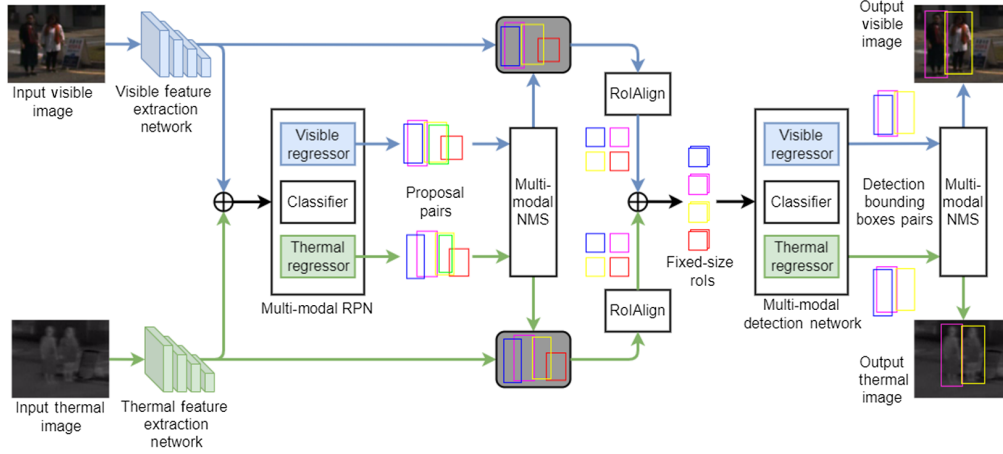 Input visible
image
Visible feature
extraction
network
Visible
regressor
Classifier
Thermal
regressor
Multi-modal RPN
Proposal
pairs
Multi-
modal
NMS
RoIAlign
RoIAlign
Fixed-size
roIs
Visible
regressor
Classifier
Thermal
regressor
Multi-modal
detection network
Detection
bounding
boxes pairs
Multi-
modal
NMS
Output
visible
image
Output
thermal
image
Input thermal
image
Thermal feature
extraction
network